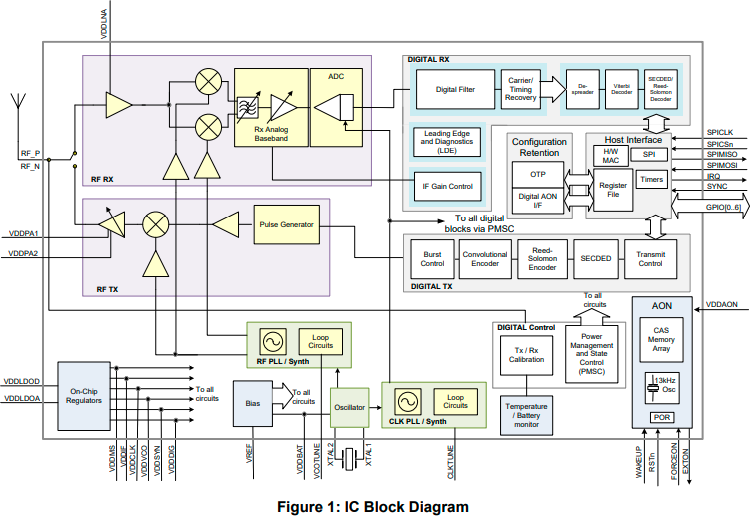 VDDLNA
RF_P
RF_N
RF RX
Rx Analog
Baseband
ADC
DIGITAL RX
Digital Filter
Carrier/
Timing
Recovery
De-
spreader
Viterbi
Decoder
SECDED/
Reed-
Solomon
Decoder
Leading Edge
and Diagnostics
(LDE)
IF Gain Control
Configuration
Retention
OTP
Digital AON
I/F
Host Interface
H/W
MAC
SPI
Timers
Register
File
SPICLK
SPICSn
SPIMISO
SPIMOSI
IRQ
SYNC
GPIO[0..6]
To all digital
blocks via PMSC
VDDPA1
VDDPA2
Pulse Generator
RF TX
Burst
Control
Convolutional
Encoder
Reed-
Solomon
Encoder
SECDED
Transmit
Control
DIGITAL TX
RF PLL / Synth
Loop
Circuits
DIGITAL Control
Tx / Rx
Calibration
To all
circuits
Power
Management
and State
Control
(PMSC)
Temperature
/ Battery
monitor
AON
CAS
Memory
Array
13kHz
Osc
POR
VDDAON
VDDLDOD
VDDLDOA
On-Chip
Regulators
To all
circuits
Bias
To all
circuits
Oscillator
Loop
Circuits
CLK PLL / Synth
VDDMS
VDDIF
VDDCLK
VDDVCO
VDDSYN
VDDDIG
VREF
VDDBAT
VCOTUNE
XTAL2
XTAL1
CLKTUNE
WAKEUP
RSTn
FORCEON
EXTON
Figure 1: IC Block Diagram